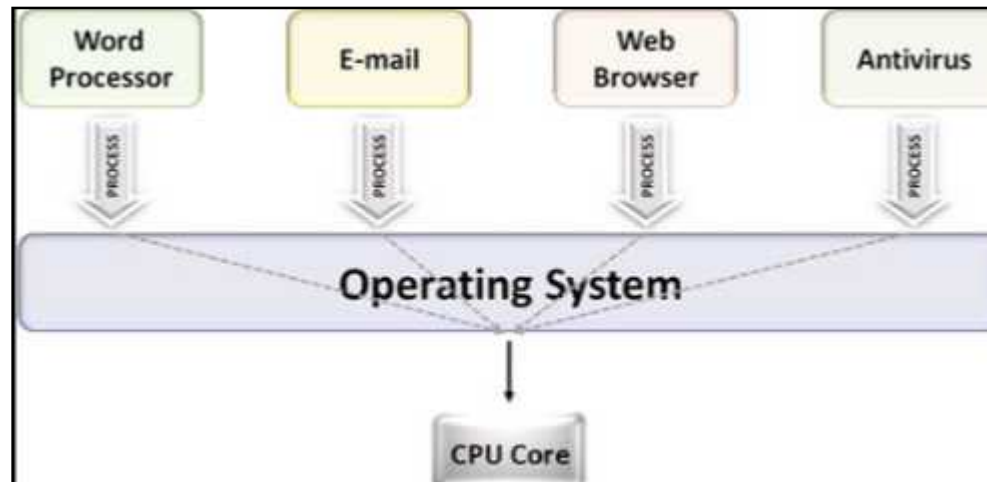 Word
Processor
E-mail
Web
Browser
Antivirus
PROCESS
PROCESS
PROCESS
PROCESS
Operating System
CPU Core